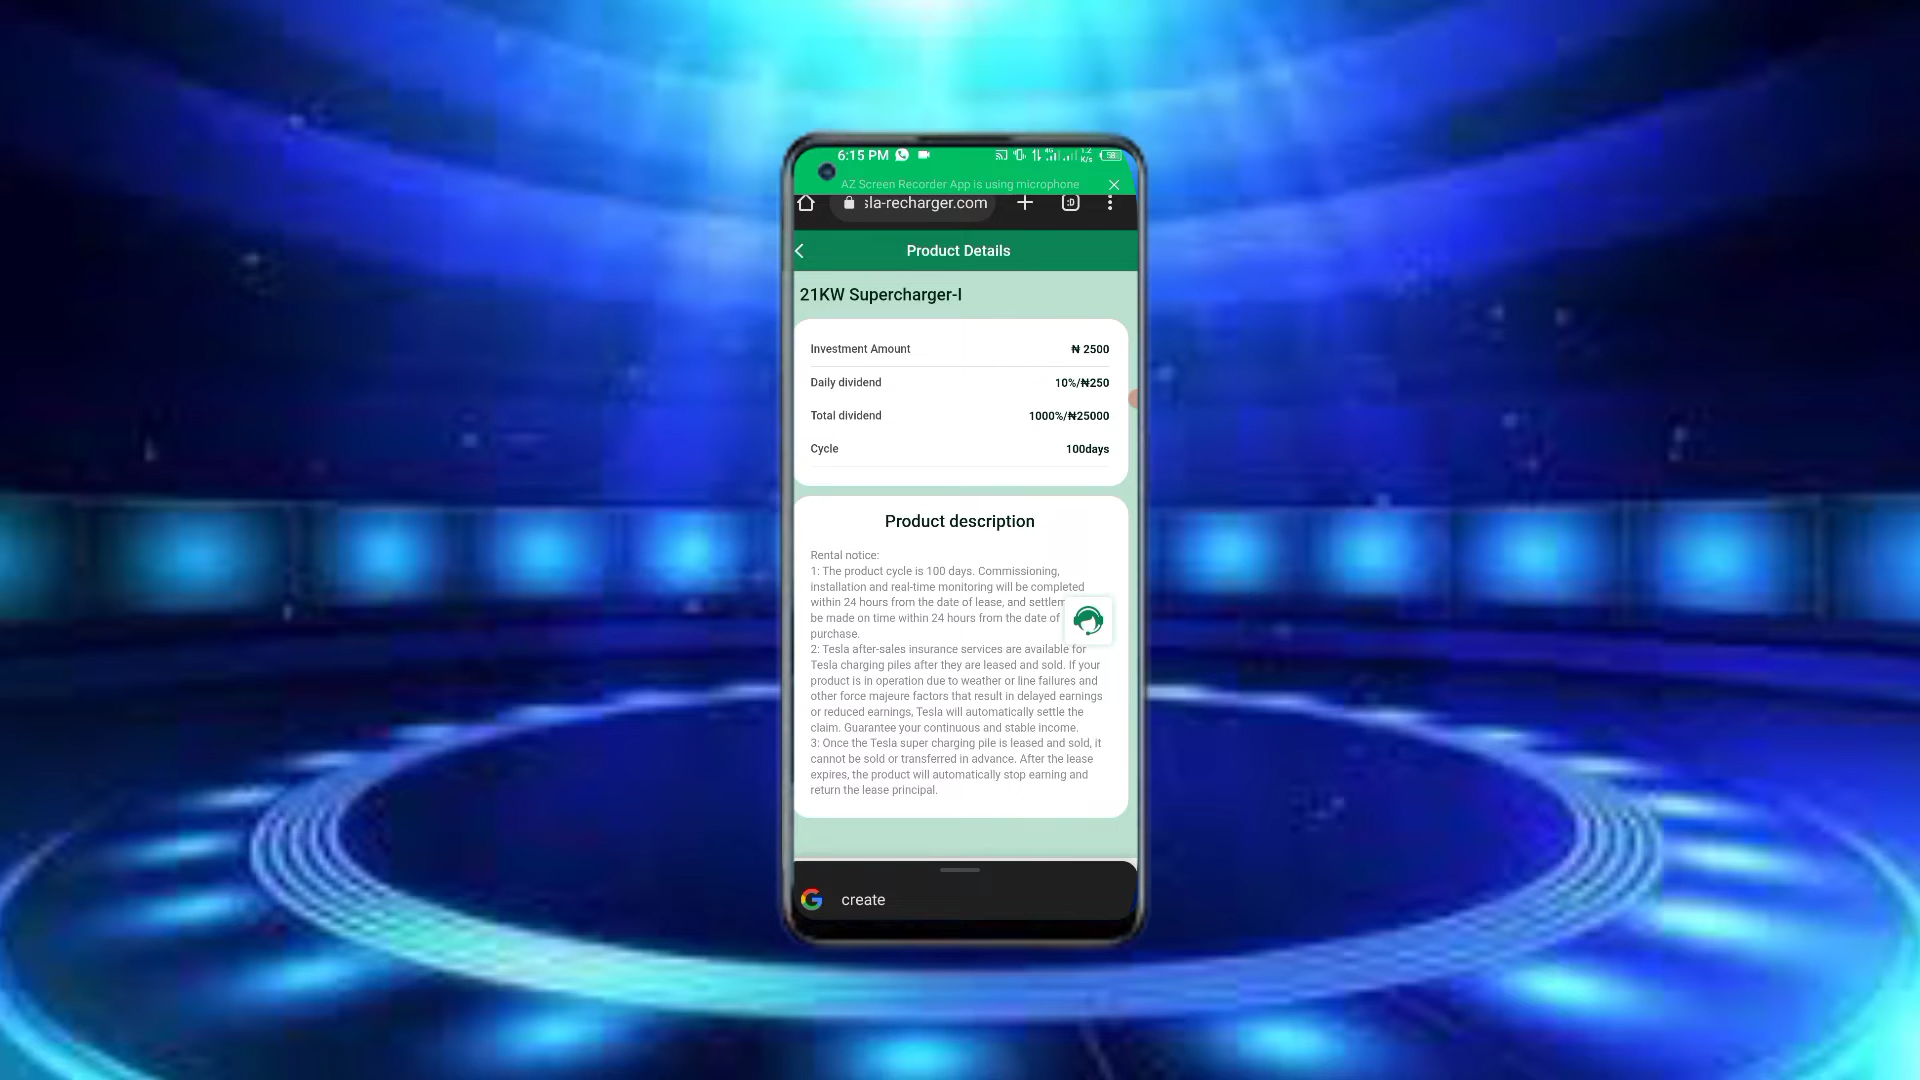 6:15 PM
1.2 K/s
58
AZ Screen Recorder App is using microphone
sla-recharger.com
:D
Product Details
21KW Supercharger-I
Investment Amount ₦ 2500
Daily dividend 10%/₦250
Total dividend 1000%/₦25000
Cycle 100days
Product description
Rental notice:
1: The product cycle is 100 days. Commissioning,
installation and real-time monitoring will be completed
within 24 hours from the date of lease, and settlem
be made on time within 24 hours from the date of
purchase.
2: Tesla after-sales insurance services are available for
Tesla charging piles after they are leased and sold. If your
product is in operation due to weather or line failures and
other force majeure factors that result in delayed earnings
or reduced earnings, Tesla will automatically settle the
claim. Guarantee your continuous and stable income.
3: Once the Tesla super charging pile is leased and sold, it
cannot be sold or transferred in advance. After the lease
expires, the product will automatically stop earning and
return the lease principal.
create